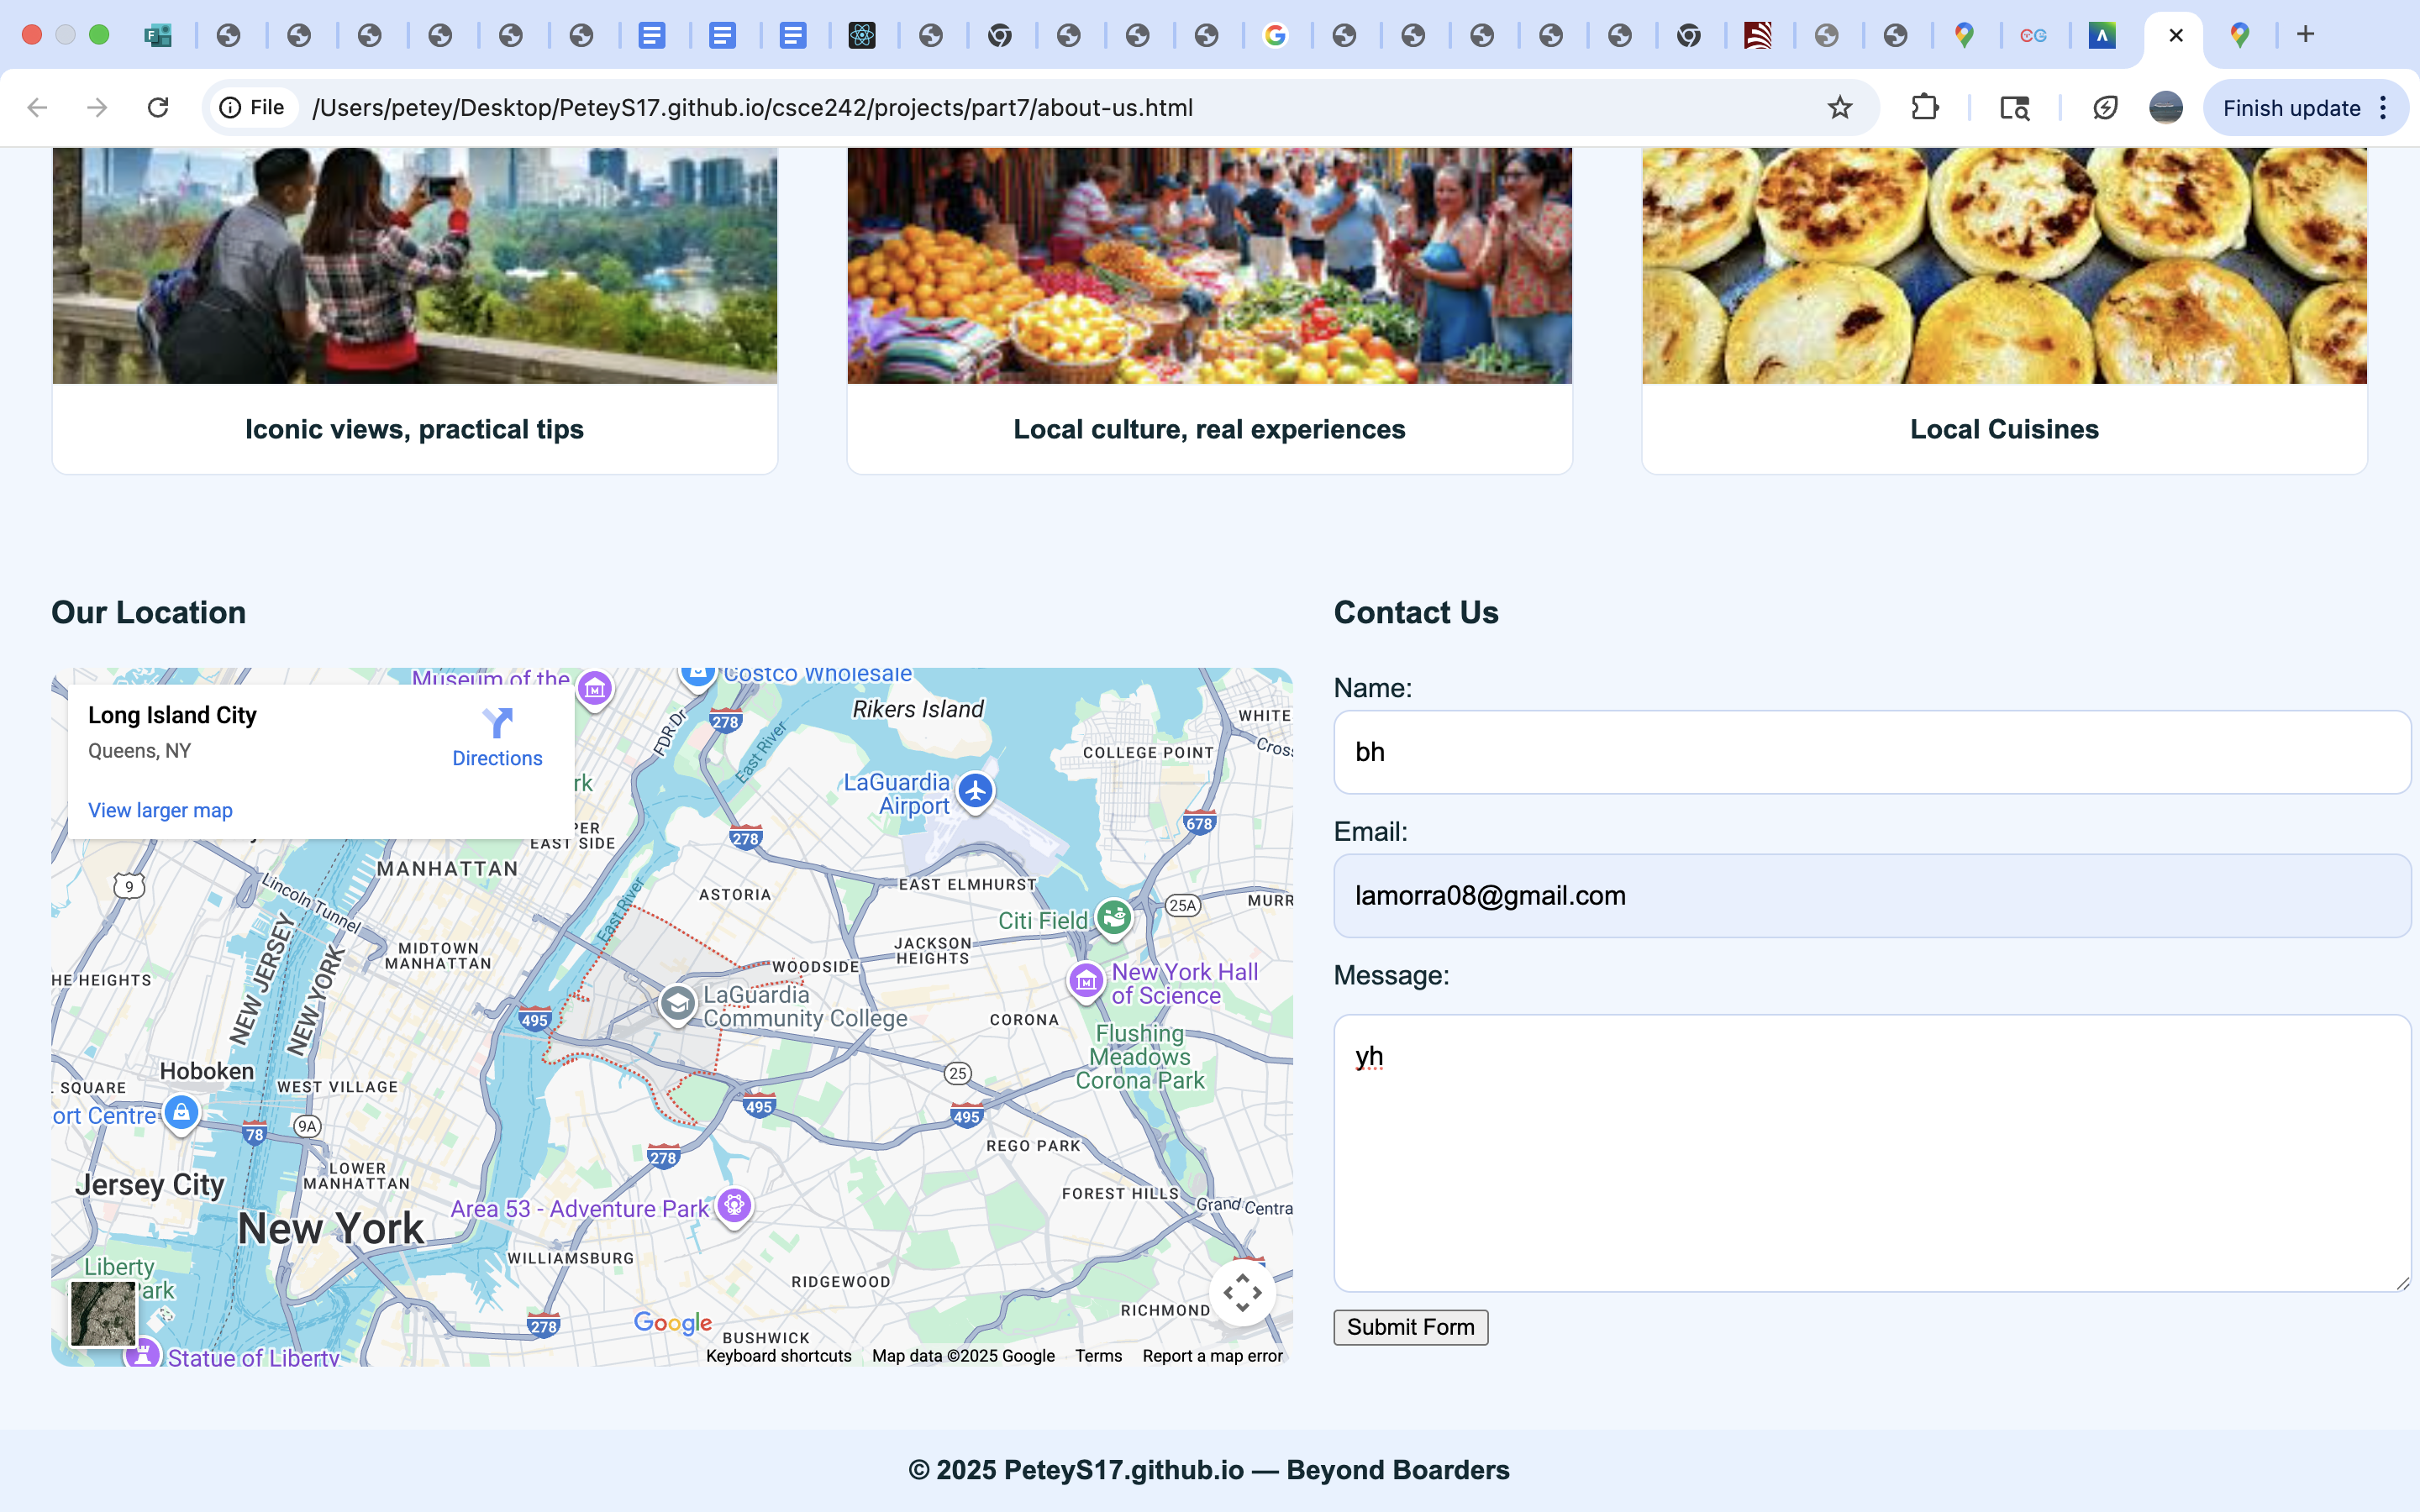 File
/Users/petey/Desktop/PeteyS17.github.io/csce242/projects/part7/about-us.html
Finish update
Iconic views, practical tips
Local culture, real experiences
Local Cuisines
Our Location
Contact Us
Long Island City
Queens, NY
Directions
View larger map
Museum of the
Costco Wholesale
Rikers Island
WHITE
Cross
FDR Dr
East River
278
COLLEGE POINT
LaGuardia
Airport
678
278
EAST SIDE
MANHATTAN
9
Lincoln Tunnel
ASTORIA
EAST ELMHURST
25A
MURR
Citi Field
East River
MIDTOWN
MANHATTAN
JACKSON
HEIGHTS
WOODSIDE
New York Hall
of Science
HE HEIGHTS
NEW JERSEY
NEW YORK
LaGuardia
Community College
495
CORONA
Flushing
Meadows
Corona Park
25
Hoboken
SQUARE
WEST VILLAGE
ort Centre
78
9A
495
495
REGO PARK
278
LOWER
MANHATTAN
Jersey City
FOREST HILLS
Grand Centra
Area 53 - Adventure Park
New York
WILLIAMSBURG
Liberty
ark
RIDGEWOOD
RICHMOND
278
Google
BUSHWICK
Statue of Liberty
Keyboard shortcuts
Map data ©2025 Google
Terms
Report a map error
Name:
bh
Email:
lamorra08@gmail.com
Message:
yh
Submit Form
© 2025 PeteyS17.github.io — Beyond Boarders